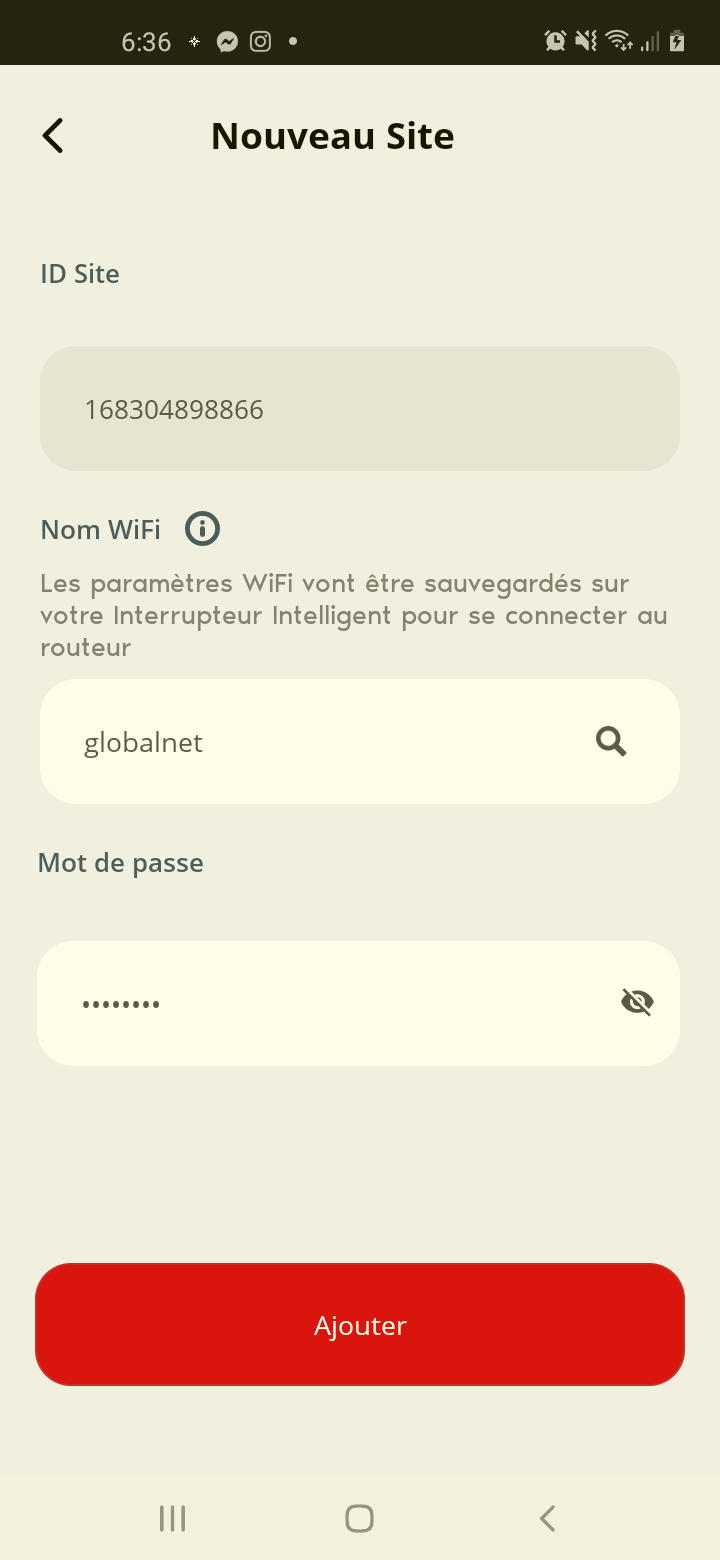 6:36
Nouveau Site
ID Site
168304898866
Nom WiFi
Les paramètres WiFi vont être sauvegardés sur
votre Interrupteur Intelligent pour se connecter au
routeur
globalnet
Mot de passe
••••••••
Ajouter